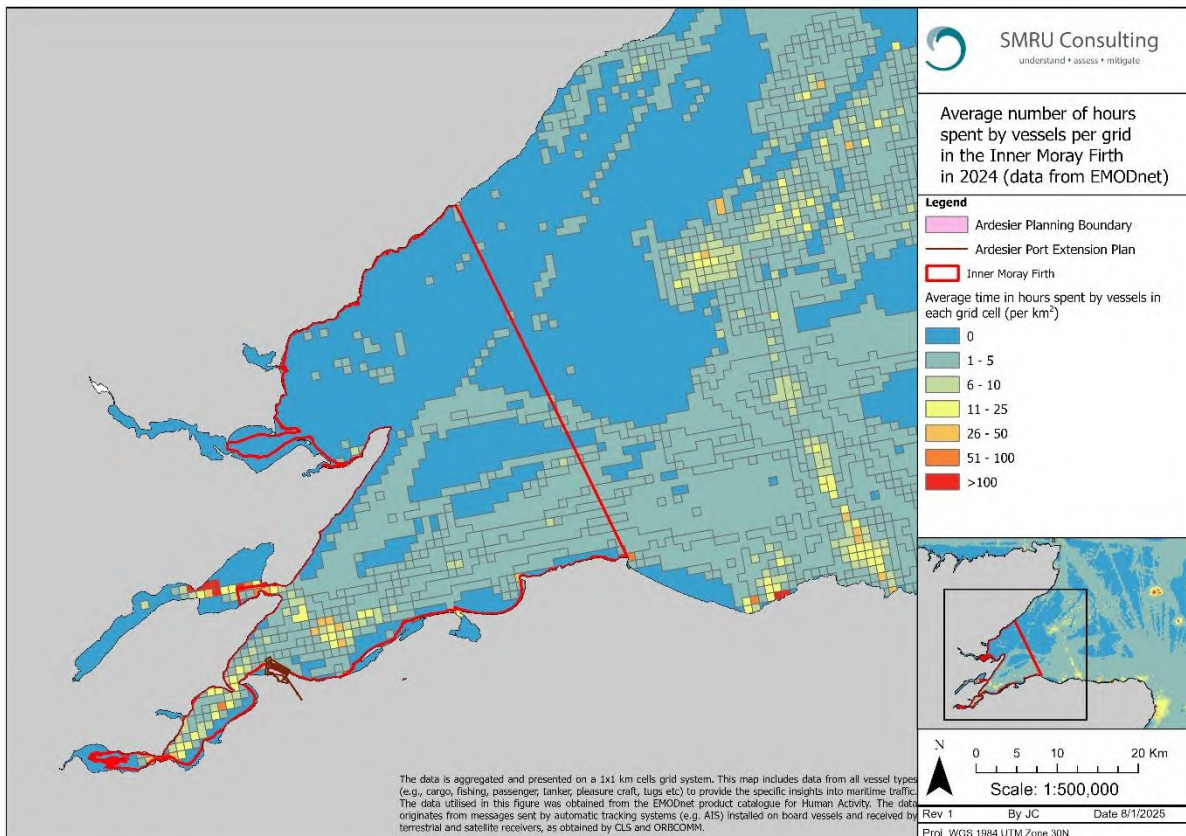 SMRU Consulting
understand • assess • mitigate
Average number of hours
spent by vessels per grid
in the Inner Moray Firth
in 2024 (data from EMODnet)
Legend
Ardesier Planning Boundary
Ardesier Port Extension Plan
Inner Moray Firth
Average time in hours spent by vessels in
each grid cell (per km²)
0
1 - 5
6 - 10
11 - 25
26 - 50
51 - 100
>100
N
0 5 10 20 Km
Scale: 1:500,000
Rev 1 By JC Date 8/1/2025
Proj WGS 1984 UTM Zone 30N
The data is aggregated and presented on a 1x1 km cells grid system. This map includes data from all vessel types
(e.g., cargo, fishing, passenger, tanker, pleasure craft, tugs etc) to provide the specific insights into maritime traffic.
The data utilised in this figure was obtained from the EMODnet product catalogue for Human Activity. The data
originates from messages sent by automatic tracking systems (e.g. AIS) installed on board vessels and received by
terrestrial and satellite receivers, as obtained by CLS and ORBCOMM.